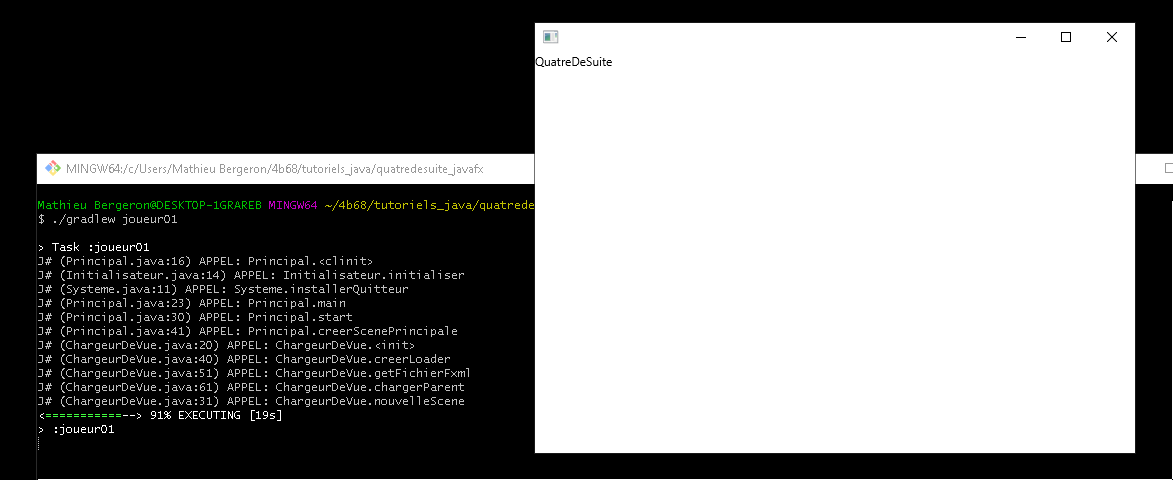 QuatreDeSuite
MINGW64:/c/Users/Mathieu Bergeron/4b68/tutoriels_java/quatredesuite_javafx
Mathieu Bergeron@DESKTOP-1GRAREB MINGW64 ~/4b68/tutoriels_java/quatrede
$ ./gradlew joueur01
> Task :joueur01
J# (Principal.java:16) APPEL: Principal.<clinit>
J# (Initialisateur.java:14) APPEL: Initialisateur.initialiser
J# (Systeme.java:11) APPEL: Systeme.installerQuitteur
J# (Principal.java:23) APPEL: Principal.main
J# (Principal.java:30) APPEL: Principal.start
J# (Principal.java:41) APPEL: Principal.creerScenePrincipale
J# (ChargeurDeVue.java:20) APPEL: ChargeurDeVue.<init>
J# (ChargeurDeVue.java:40) APPEL: ChargeurDeVue.creerLoader
J# (ChargeurDeVue.java:51) APPEL: ChargeurDeVue.getFichierFxml
J# (ChargeurDeVue.java:61) APPEL: ChargeurDeVue.chargerParent
J# (ChargeurDeVue.java:31) APPEL: ChargeurDeVue.nouvelleScene
<===========--> 91% EXECUTING [19s]
> :joueur01